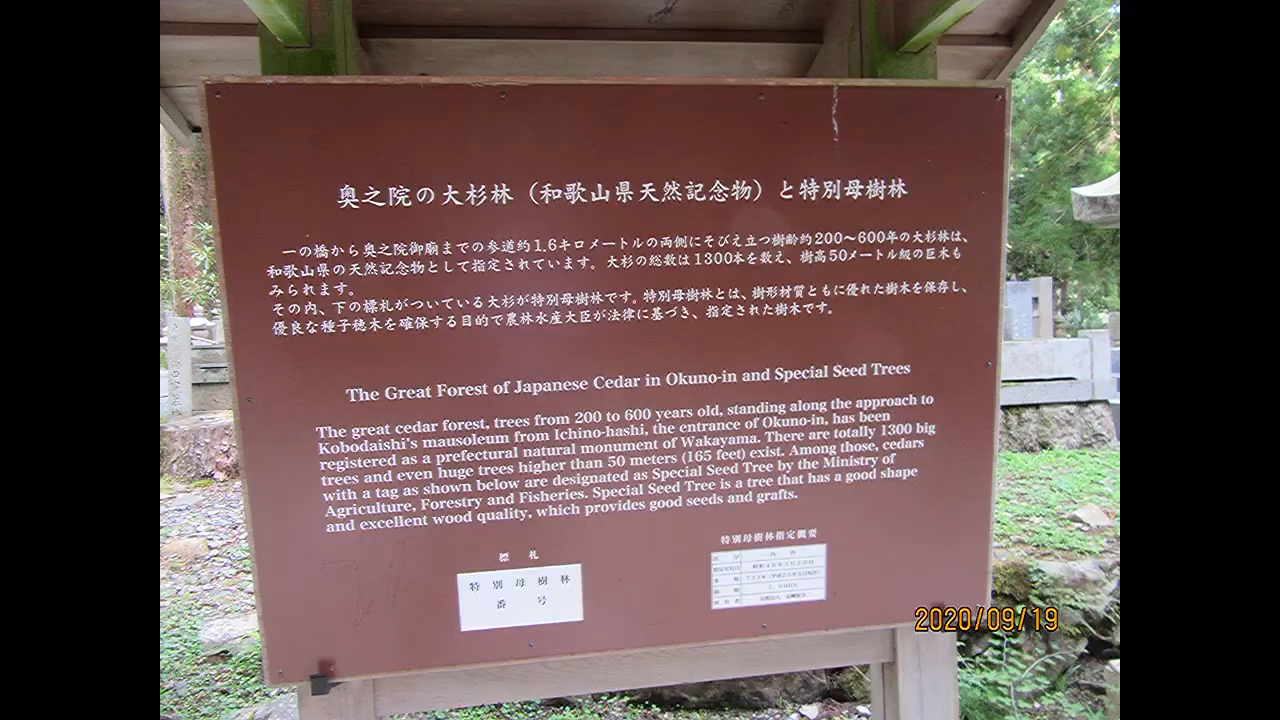 奥之院の大杉林（和歌山県天然記念物）と特別母樹林
一の橋から奥之院御廟までの参道約1.6キロメートルの両側にそびえ立つ樹齢約200〜600年の大杉林は、
和歌山県の天然記念物として指定されています。大杉の総数は1300本を数え、樹高50メートル級の巨木も
みられます。
その内、下の標札がついている大杉が特別母樹林です。特別母樹林とは、樹形材質ともに優れた樹木を保存し、
優良な種子穂木を確保する目的で農林水産大臣が法律に基づき、指定された樹木です。
The Great Forest of Japanese Cedar in Okuno-in and Special Seed Trees
The great cedar forest, trees from 200 to 600 years old, standing along the approach to
Kobodaishi's mausoleum from Ichino-hashi, the entrance of Okuno-in, has been
registered as a prefectural natural monument of Wakayama. There are totally 1300 big
trees and even huge trees higher than 50 meters (165 feet) exist. Among those, cedars
with a tag as shown below are designated as Special Seed Tree by the Ministry of
Agriculture, Forestry and Fisheries. Special Seed Tree is a tree that has a good shape
and excellent wood quality, which provides good seeds and grafts.
標 札
特 別 母 樹 林
番 号
特別母樹林指定概要
区 分
2020/09/19